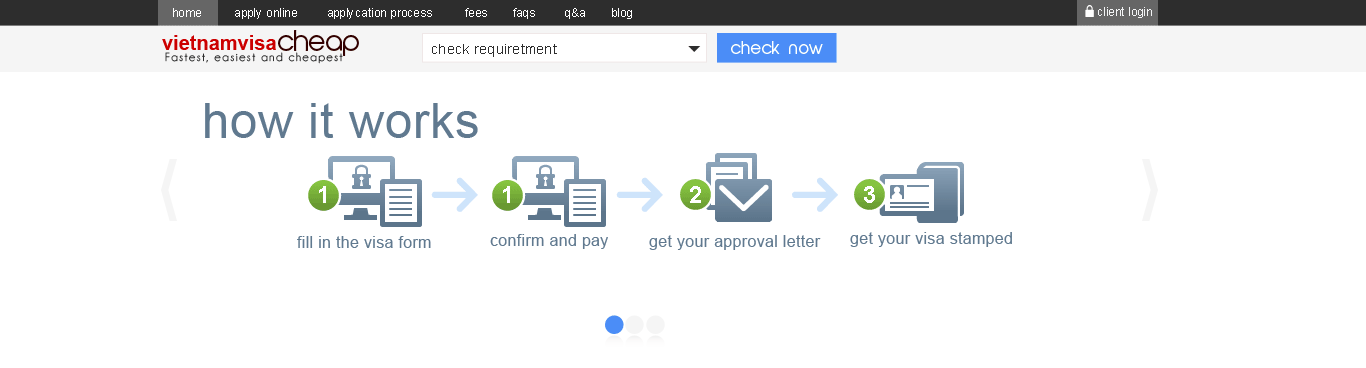 home apply online applycation process fees faqs q&a blog client login
vietnamvisacheap check requiretment check now
Fastest, easiest and cheapest
how it works
1 1 2 3
fill in the visa form confirm and pay get your approval letter get your visa stamped